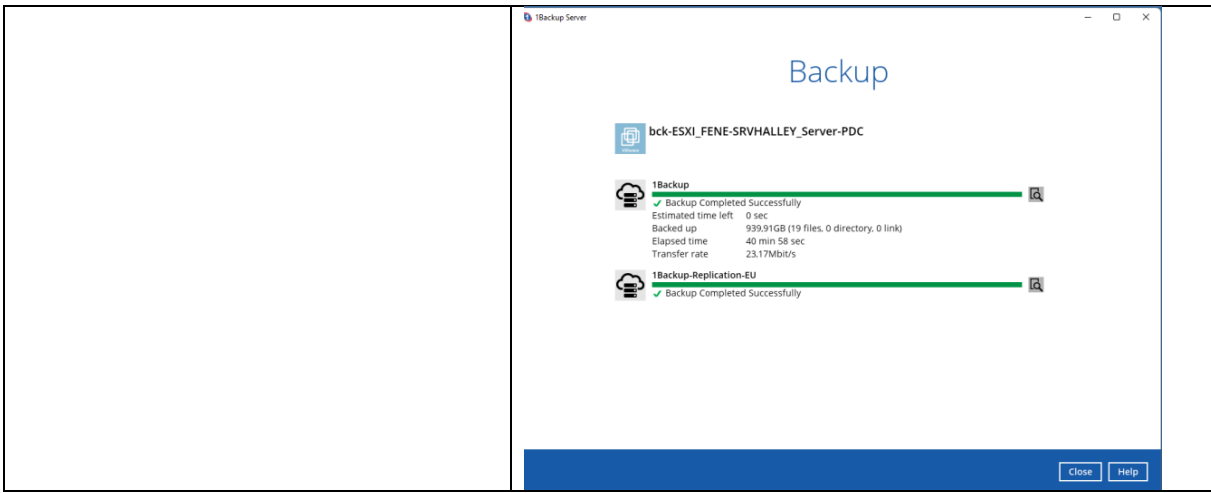 1Backup Server
Backup
bck-ESXI_FENE-SRVHALLEY_Server-PDC
vmware
1Backup
Backup Completed Successfully
Estimated time left 0 sec
Backed up 939,91GB (19 files, 0 directory, 0 link)
Elapsed time 40 min 58 sec
Transfer rate 23,17Mbit/s
1Backup-Replication-EU
Backup Completed Successfully
Close Help